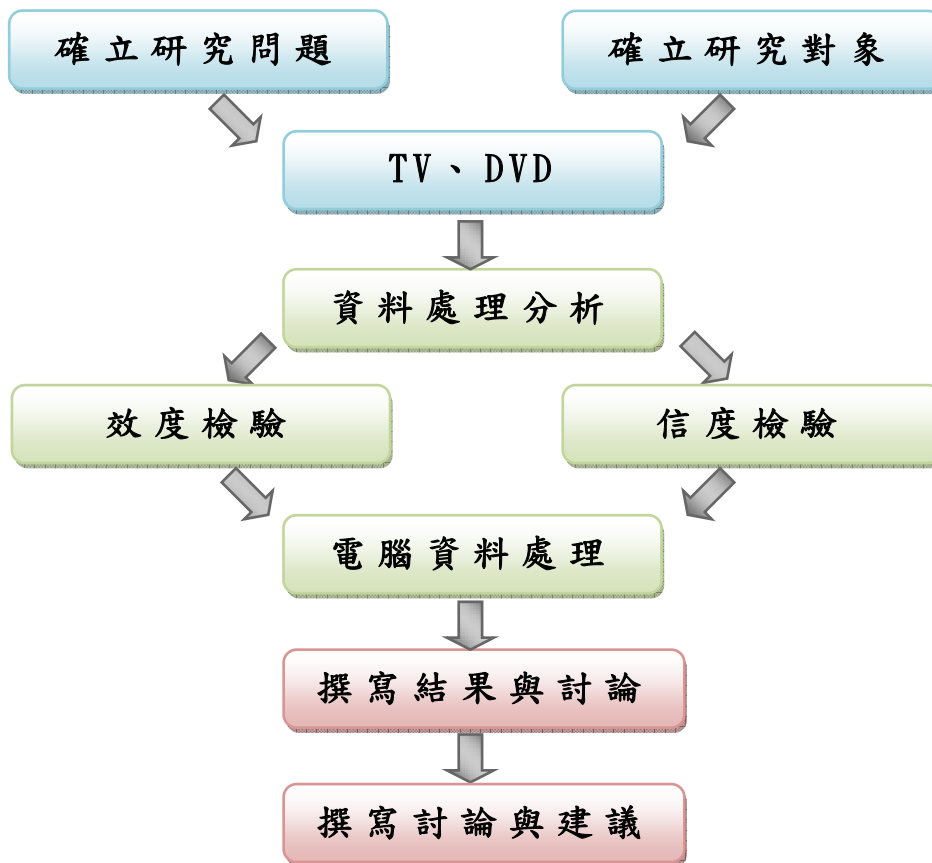 確立研究問題
確立研究對象
TV、DVD
資料處理分析
效度檢驗
信度檢驗
電腦資料處理
撰寫結果與討論
撰寫討論與建議